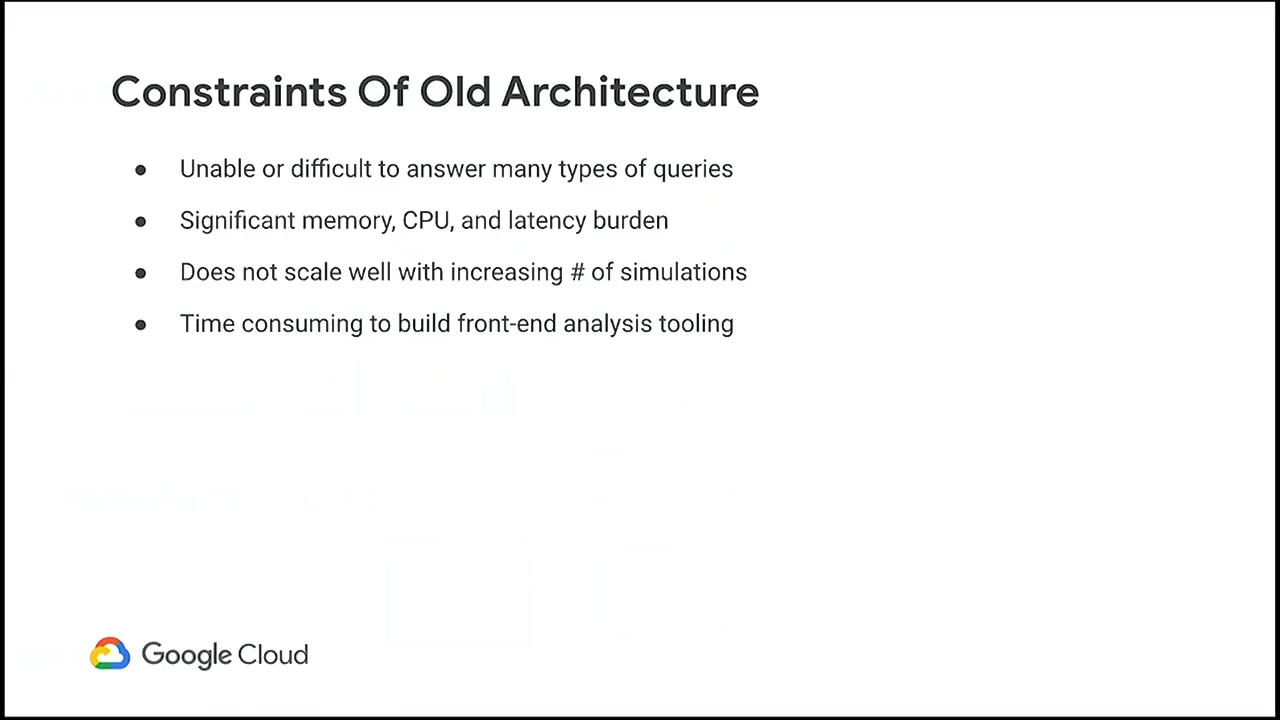 Constraints Of Old Architecture
● Unable or difficult to answer many types of queries
● Significant memory, CPU, and latency burden
● Does not scale well with increasing # of simulations
● Time consuming to build front-end analysis tooling
Google Cloud